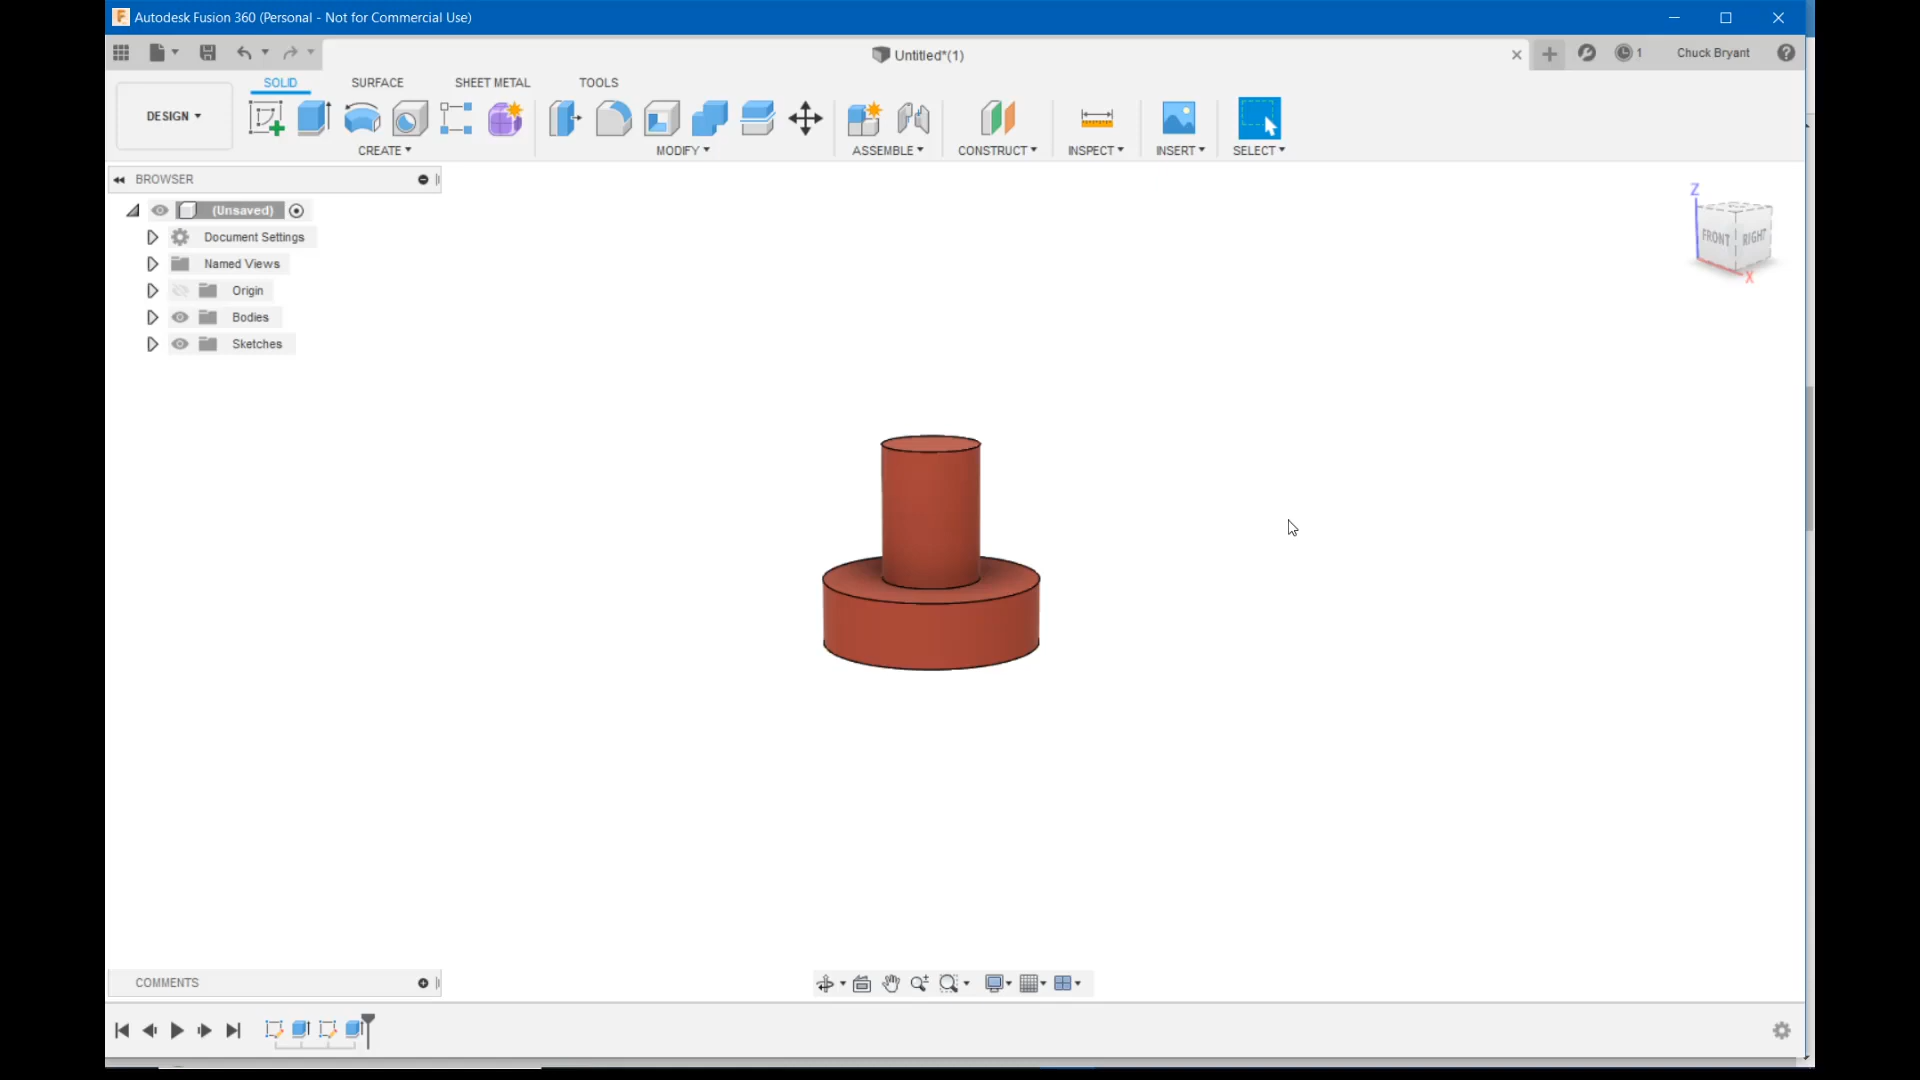 Autodesk Fusion 360 (Personal - Not for Commercial Use)
Untitled*(1)
1
Chuck Bryant
SOLID SURFACE SHEET METAL TOOLS
DESIGN
CREATE MODIFY ASSEMBLE CONSTRUCT INSPECT INSERT SELECT
BROWSER
(Unsaved)
Document Settings
Named Views
Origin
Bodies
Sketches
Z
FRONT RIGHT
X
COMMENTS